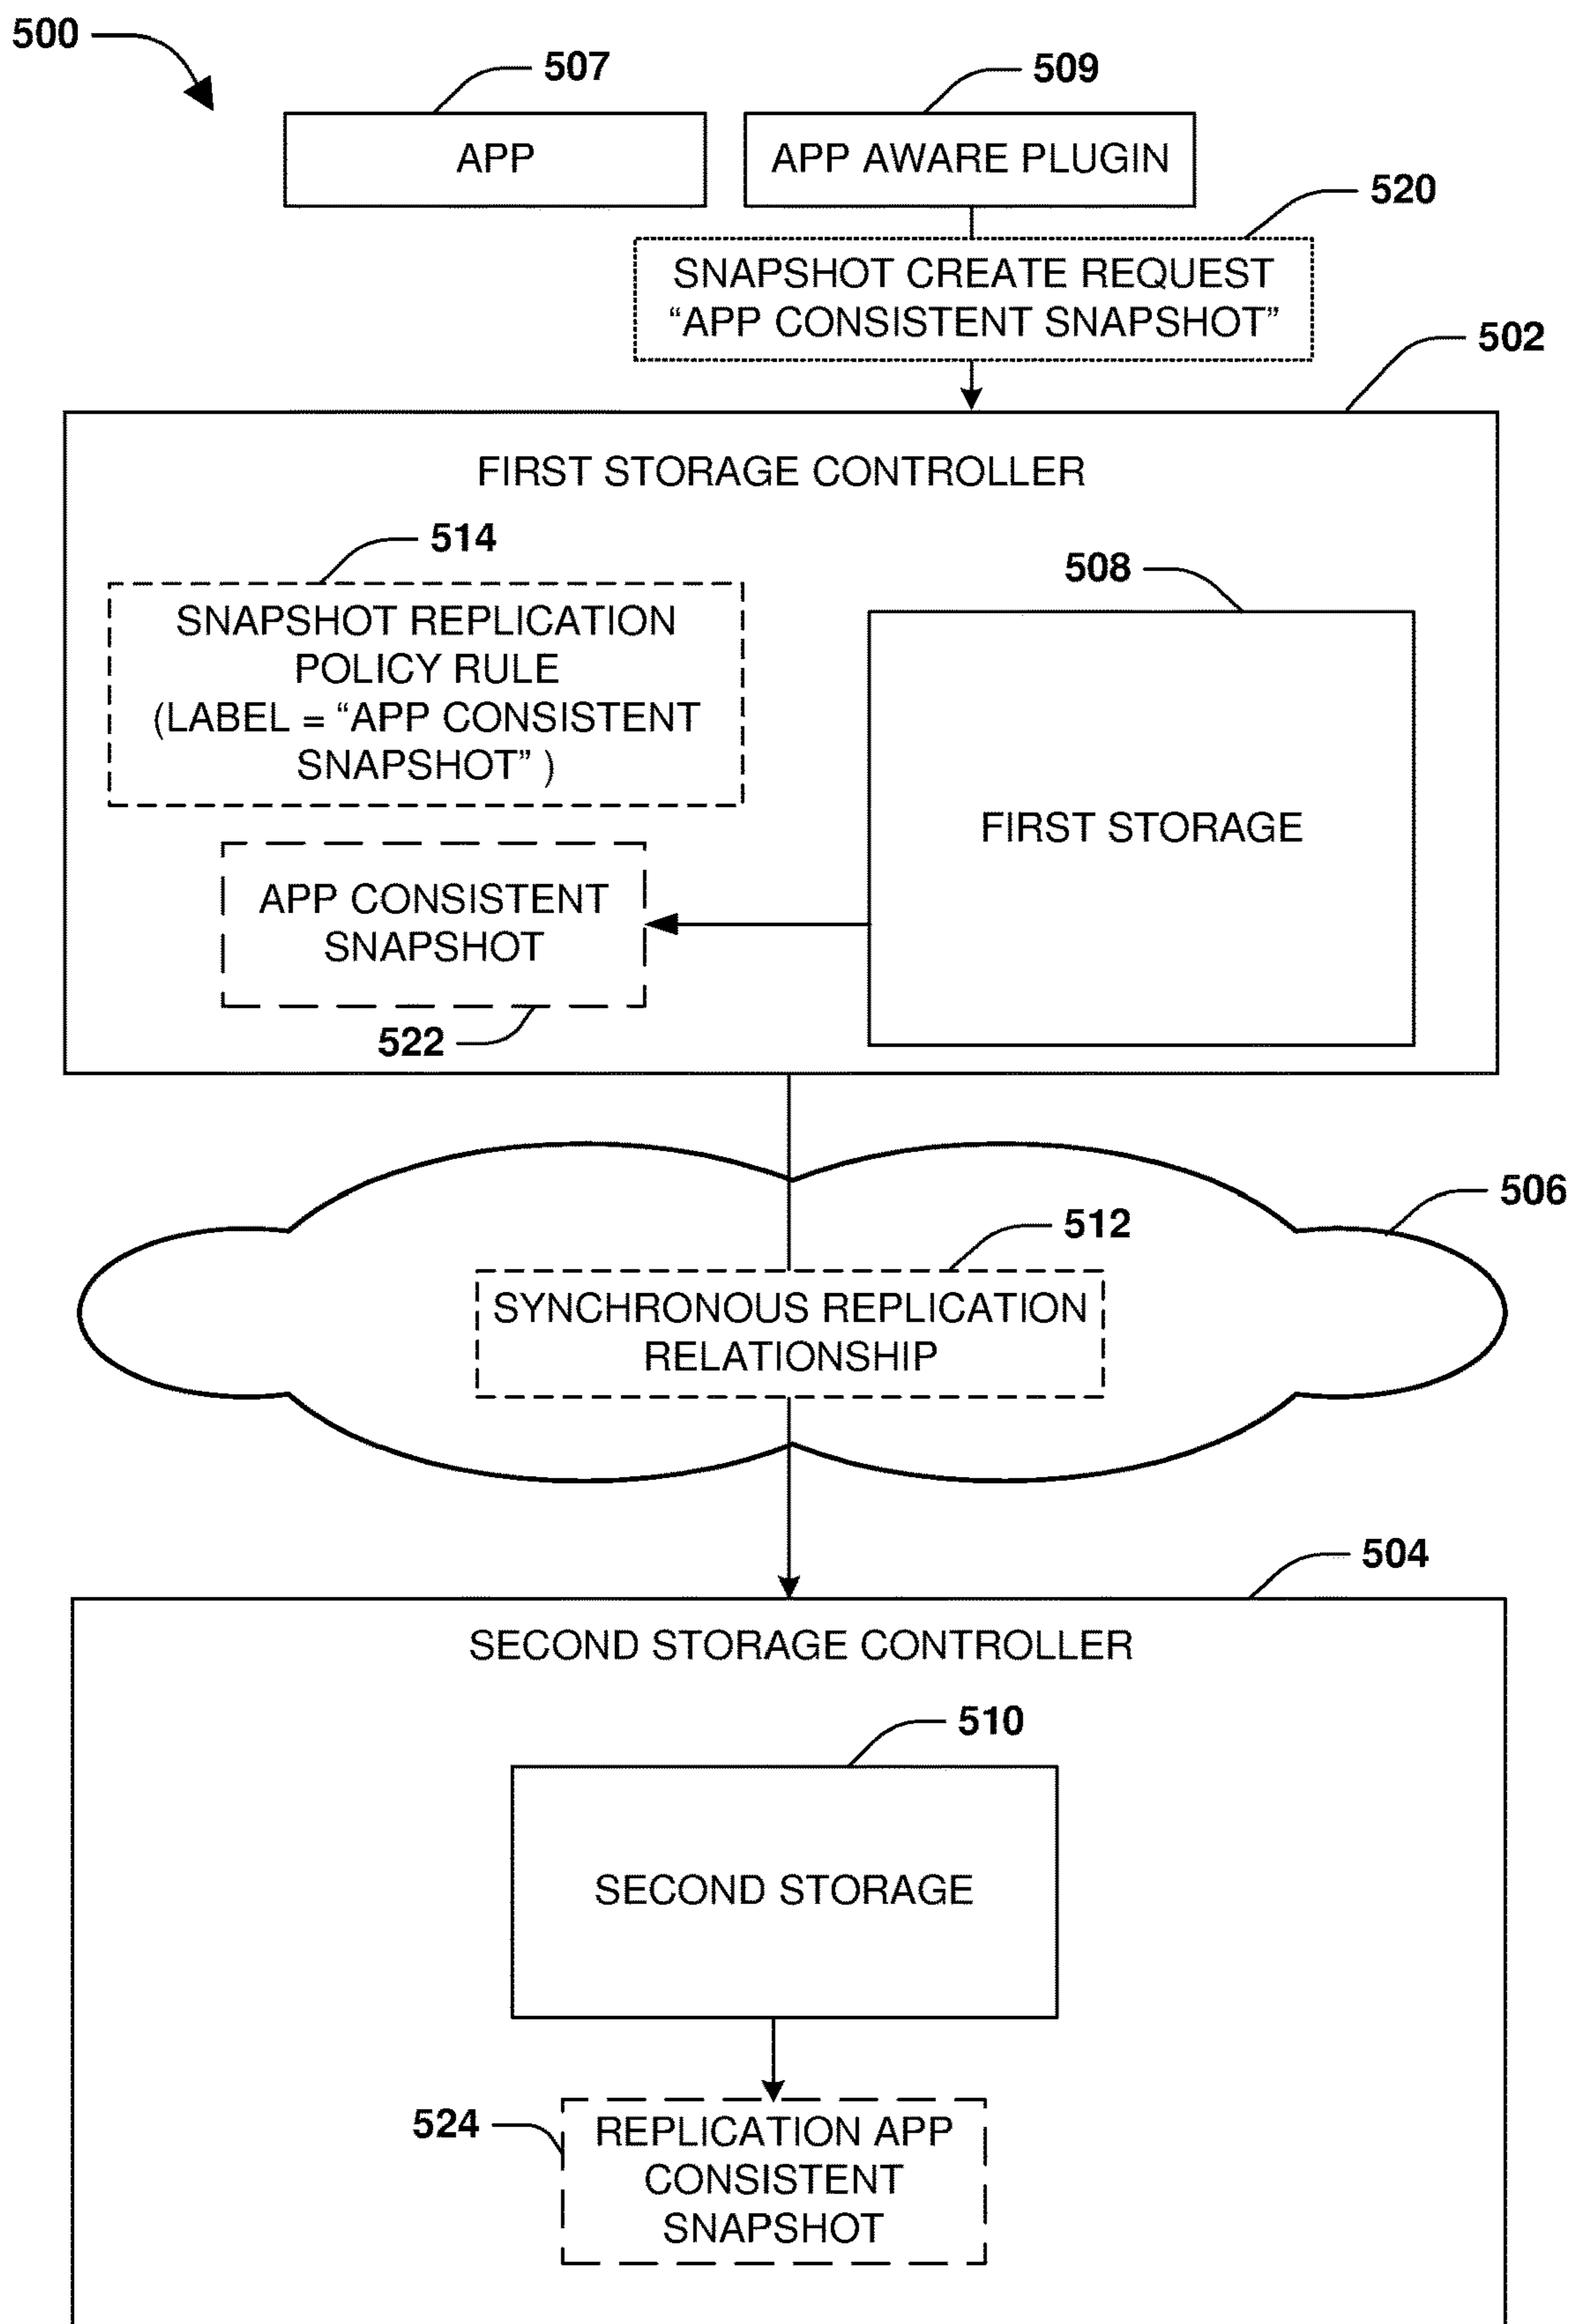 500
507
509
APP
APP AWARE PLUGIN
520
SNAPSHOT CREATE REQUEST
“APP CONSISTENT SNAPSHOT”
502
FIRST STORAGE CONTROLLER
514
508
SNAPSHOT REPLICATION
POLICY RULE
(LABEL = “APP CONSISTENT
SNAPSHOT” )
FIRST STORAGE
APP CONSISTENT
SNAPSHOT
522
506
512
SYNCHRONOUS REPLICATION
RELATIONSHIP
504
SECOND STORAGE CONTROLLER
510
SECOND STORAGE
524
REPLICATION APP
CONSISTENT
SNAPSHOT